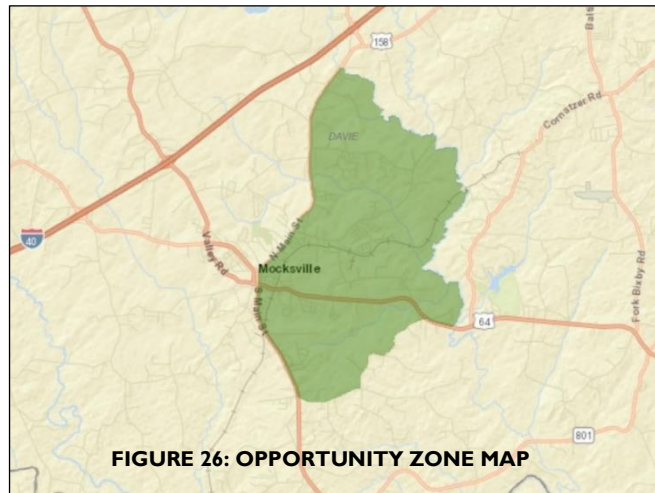 Balt
158
Cornatzer Rd
DAVIE
40
Valley Rd
N Main St
Mocksville
S Main St
Fork Bixby Rd
64
801
FIGURE 26: OPPORTUNITY ZONE MAP